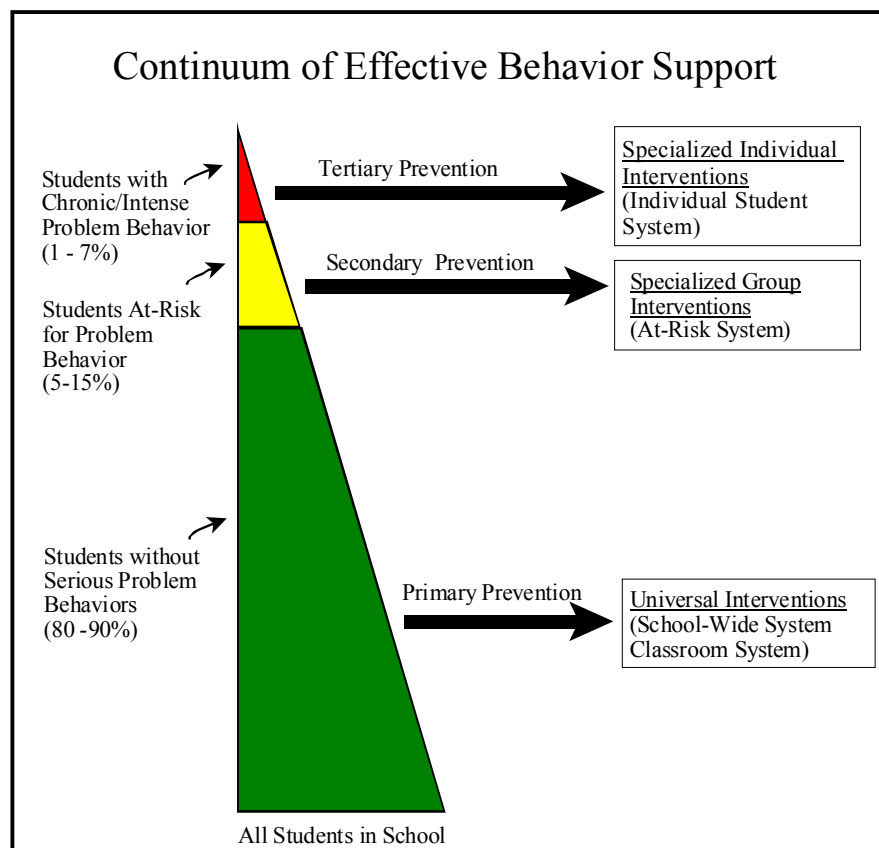 Continuum of Effective Behavior Support
Students with
Chronic/Intense
Problem Behavior
(1 - 7%)
Tertiary Prevention
Specialized Individual
Interventions
(Individual Student
System)
Students At-Risk
for Problem
Behavior
(5-15%)
Secondary Prevention
Specialized Group
Interventions
(At-Risk System)
Students without
Serious Problem
Behaviors
(80 -90%)
Primary Prevention
Universal Interventions
(School-Wide System
Classroom System)
All Students in School